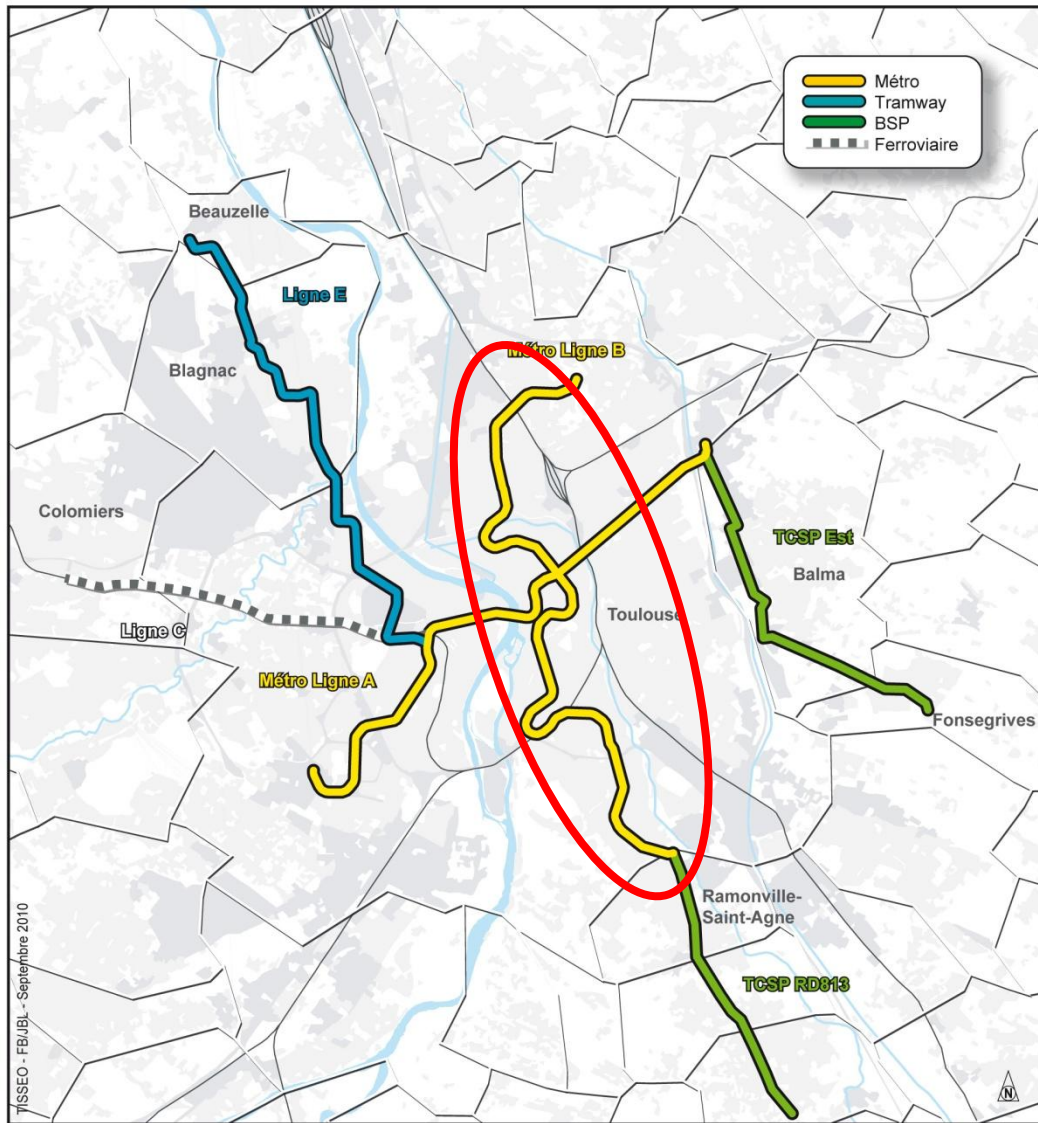 Métro
Tramway
BSP
Ferroviaire
Beauzelle
Ligne E
Métro Ligne B
Blagnac
Colomiers
TCSP Est
Balma
Ligne C
Toulouse
Métro Ligne A
Fonsegrives
Ramonville-
Saint-Agne
TCSP RD813
TISSEO - FB/JBL - Septembre 2010
N